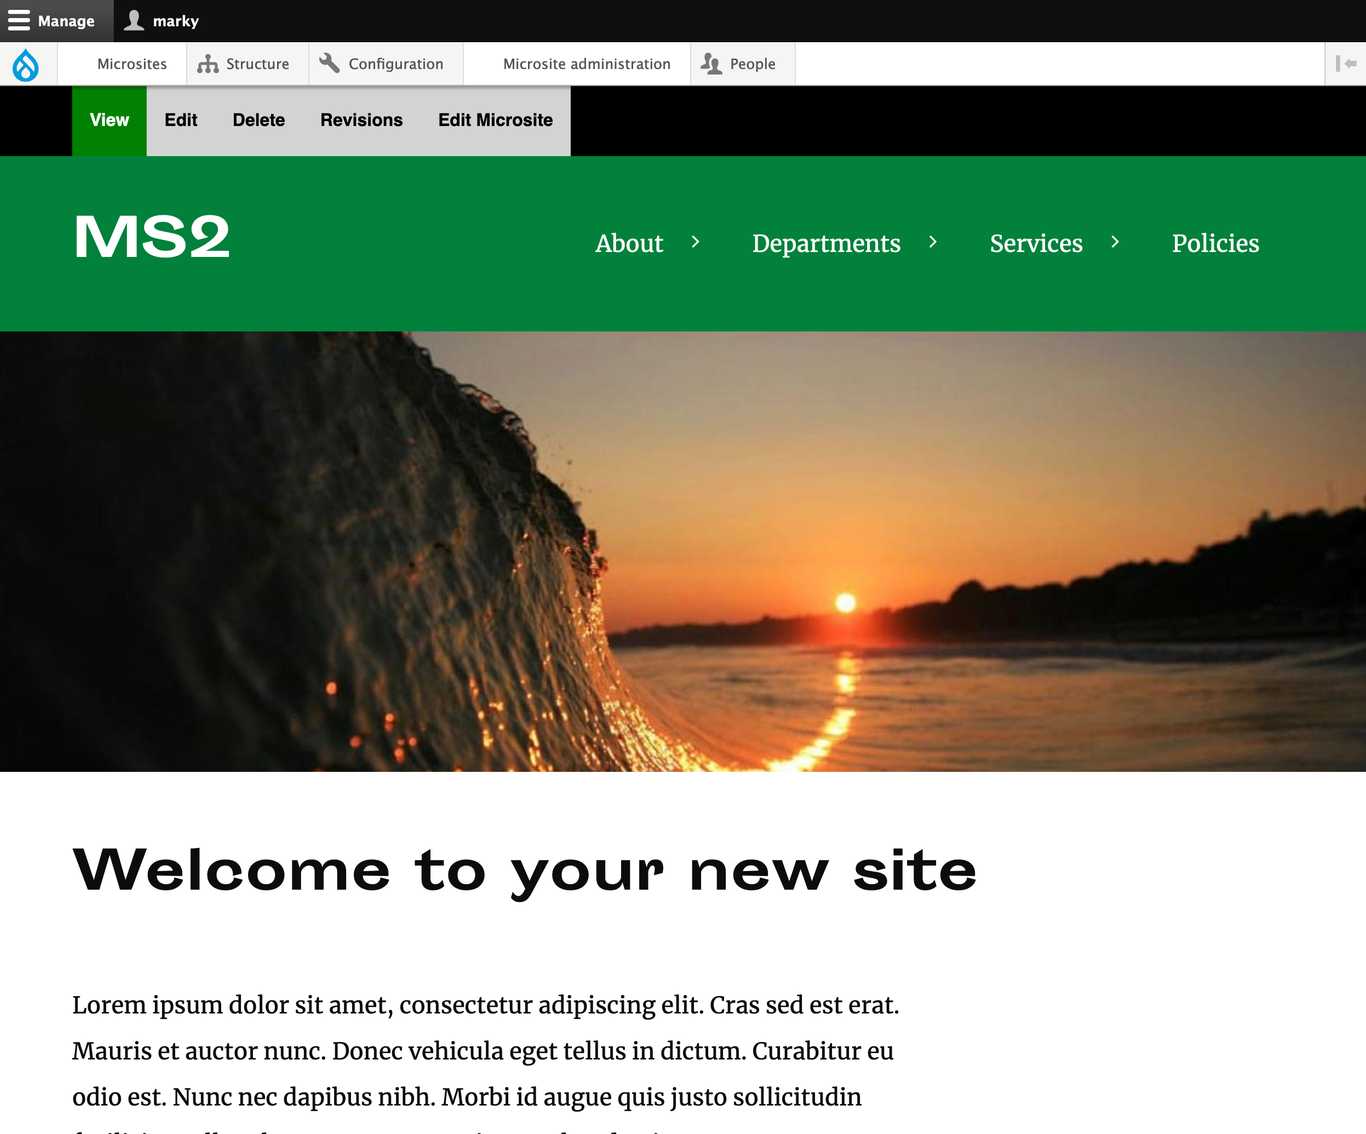 Manage marky
Microsites Structure Configuration Microsite administration People
View Edit Delete Revisions Edit Microsite
MS2
About Departments Services Policies
Welcome to your new site
Lorem ipsum dolor sit amet, consectetur adipiscing elit. Cras sed est erat.
Mauris et auctor nunc. Donec vehicula eget tellus in dictum. Curabitur eu
odio est. Nunc nec dapibus nibh. Morbi id augue quis justo sollicitudin